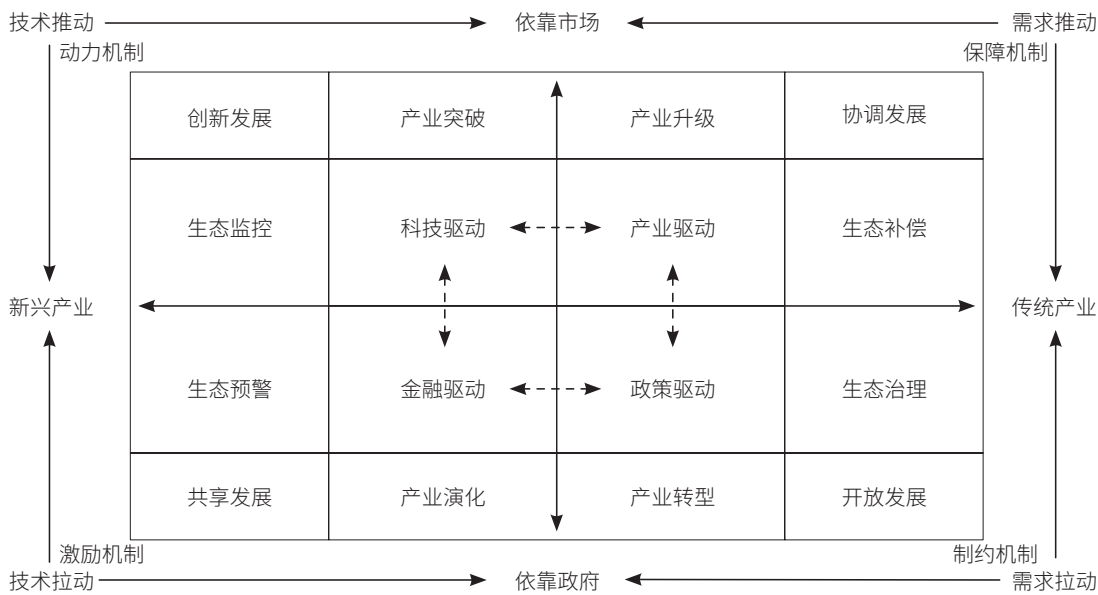 技术推动 依靠市场 需求推动
动力机制 保障机制
创新发展 产业突破 产业升级 协调发展
生态监控 科技驱动 产业驱动 生态补偿
新兴产业 传统产业
生态预警 金融驱动 政策驱动 生态治理
共享发展 产业演化 产业转型 开放发展
激励机制 制约机制
技术拉动 依靠政府 需求拉动